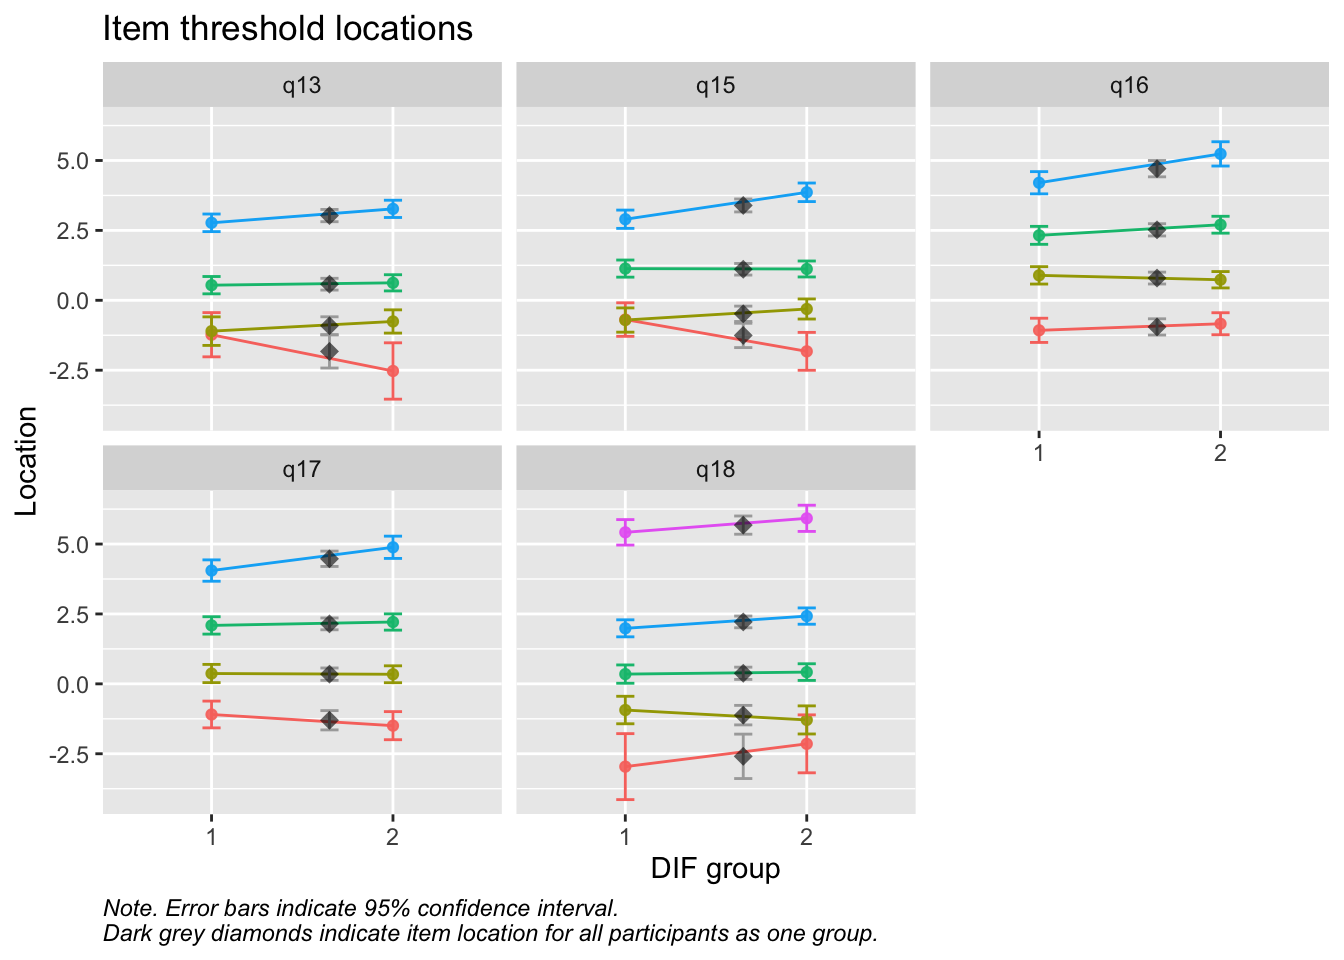 Item threshold locations
q13 q15 q16
5.0
2.5
0.0
-2.5
1 2
q17 q18
5.0
2.5
0.0
-2.5
1 2 1 2
Location
DIF group
Note. Error bars indicate 95% confidence interval.
Dark grey diamonds indicate item location for all participants as one group.